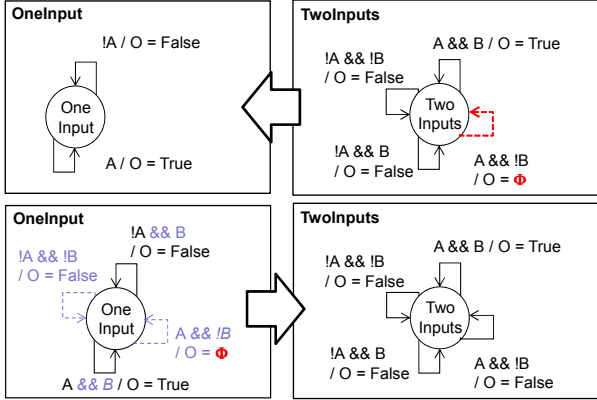 OneInput
!A / O = False
One
Input
A / O = True
TwoInputs
A && B / O = True
!A && !B
/ O = False
Two
Inputs
!A && B
/ O = False
A && !B
/ O = Φ
OneInput
!A && B
/ O = False
!A && !B
/ O = False
One
Input
A && !B
/ O = Φ
A && B / O = True
TwoInputs
A && B / O = True
!A && !B
/ O = False
Two
Inputs
!A && B
/ O = False
A && !B
/ O = False